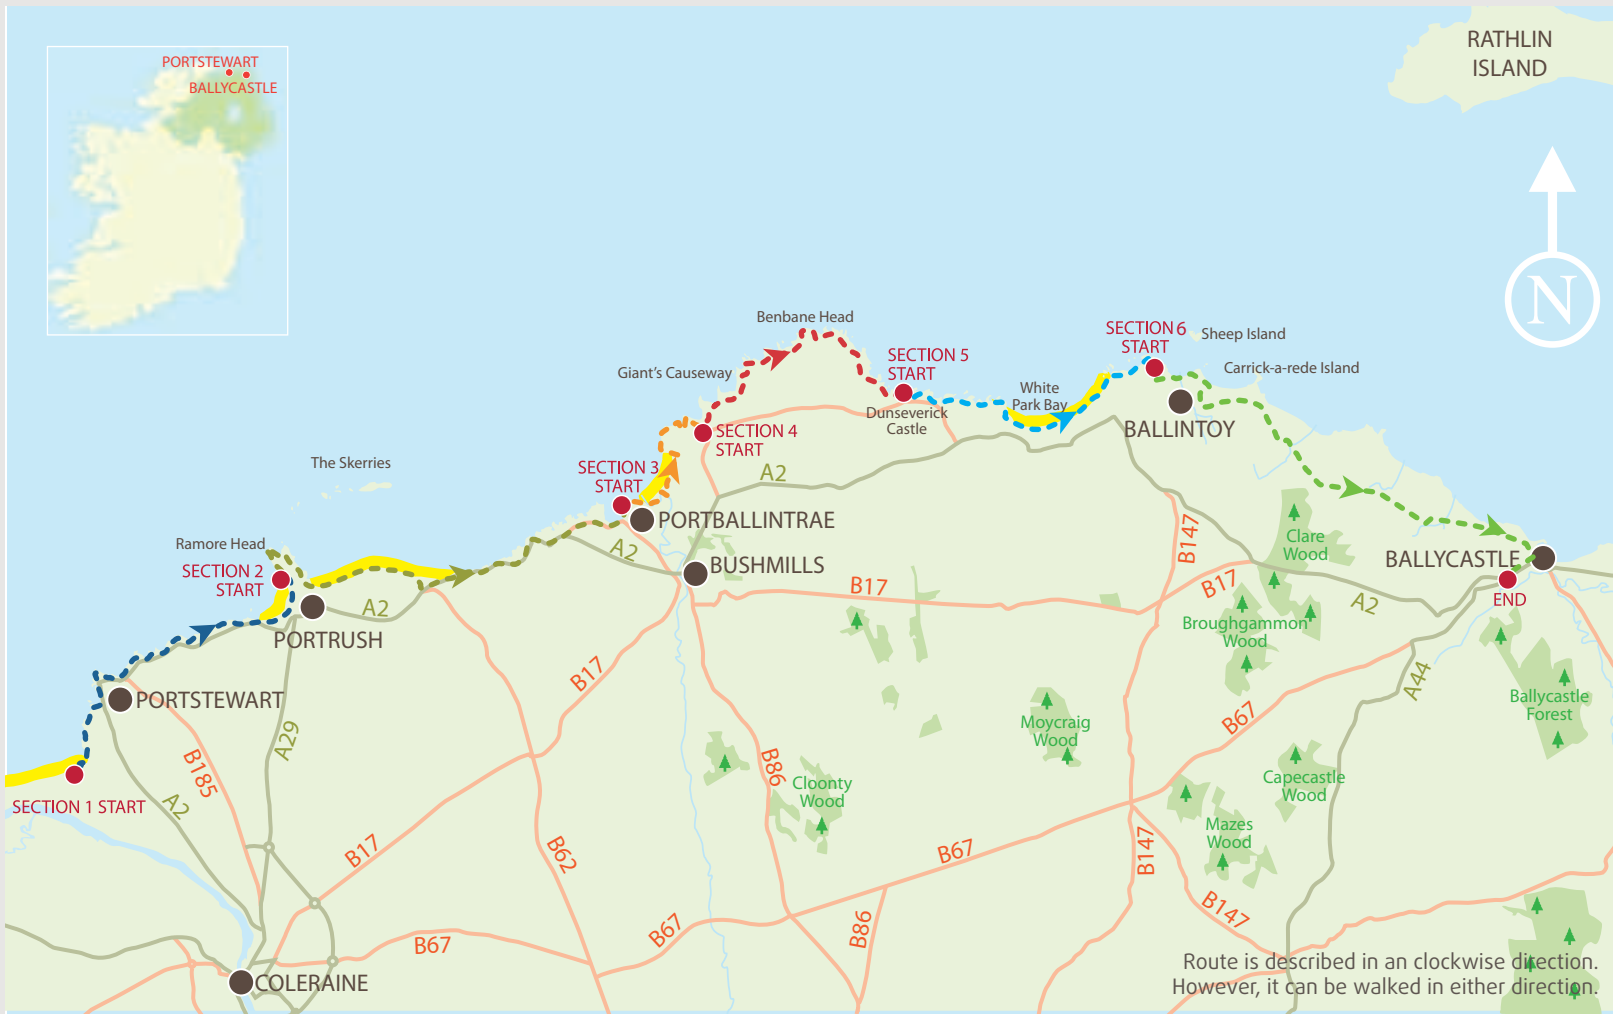 RATHLIN
ISLAND
PORTSTEWART
BALLYCASTLE
N
Benbane Head
SECTION 6
START
Sheep Island
SECTION 5
START
Giant's Causeway
Carrick-a-rede Island
White
Park Bay
Dunseverick
Castle
SECTION 4
START
BALLINTOY
The Skerries
SECTION 3
START
A2
PORTBALLINTRAE
Ramore Head
SECTION 2
START
A2
BUSHMILLS
B147
Clare
Wood
BALLYCASTLE
END
B17
B17
A2
A2
PORTRUSH
Broughgammon
Wood
PORTSTEWART
B17
A44
Ballycastle
Forest
A29
B185
Moycraig
Wood
B67
B86
Cloonty
Wood
Capecastle
Wood
SECTION 1 START
A2
Mazes
Wood
B17
B62
B67
B147
B147
B67
B67
B86
COLERAINE
Route is described in an clockwise direction.
However, it can be walked in either direction.